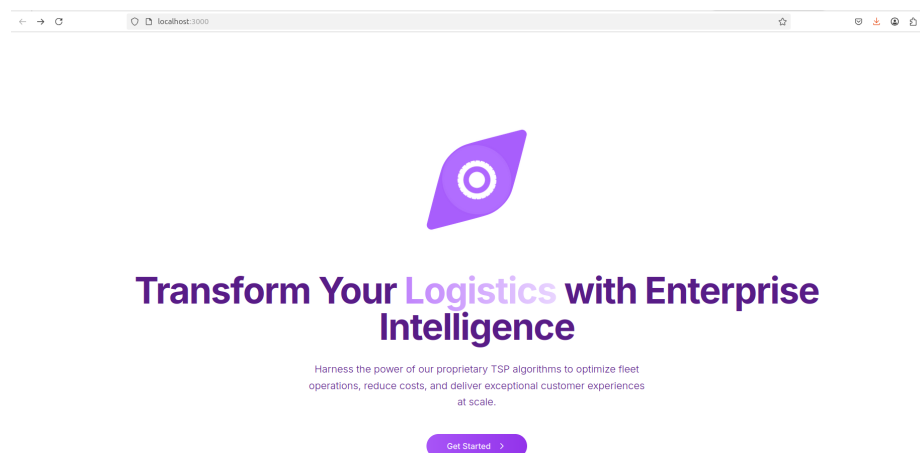 localhost:3000
Transform Your Logistics with Enterprise
Intelligence
Harness the power of our proprietary TSP algorithms to optimize fleet
operations, reduce costs, and deliver exceptional customer experiences
at scale.
Get Started